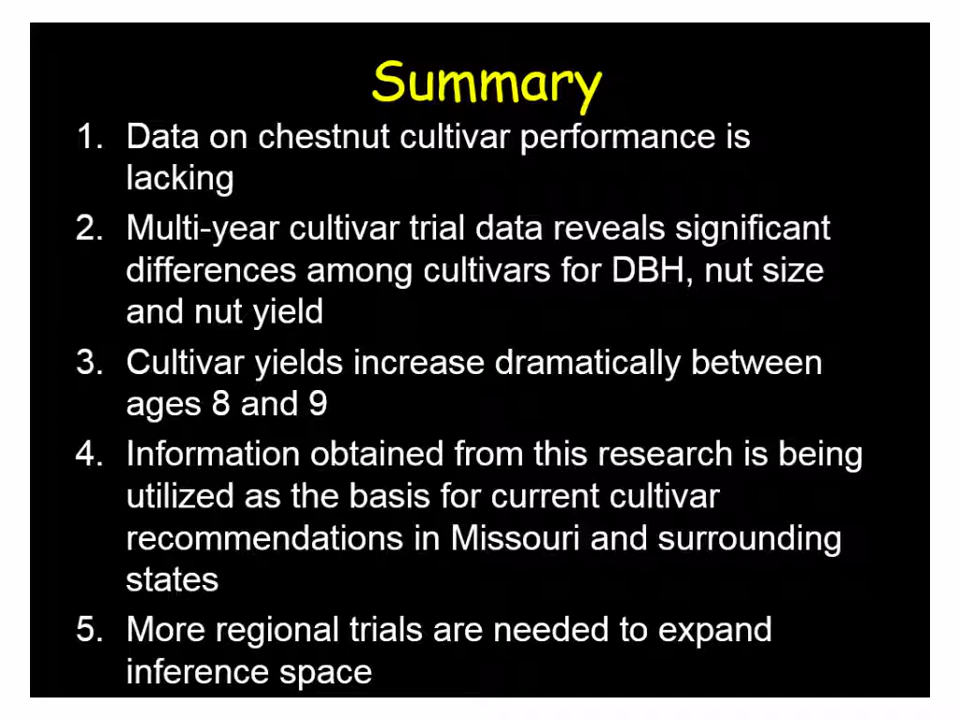 Summary
1. Data on chestnut cultivar performance is
lacking
2. Multi-year cultivar trial data reveals significant
differences among cultivars for DBH, nut size
and nut yield
3. Cultivar yields increase dramatically between
ages 8 and 9
4. Information obtained from this research is being
utilized as the basis for current cultivar
recommendations in Missouri and surrounding
states
5. More regional trials are needed to expand
inference space